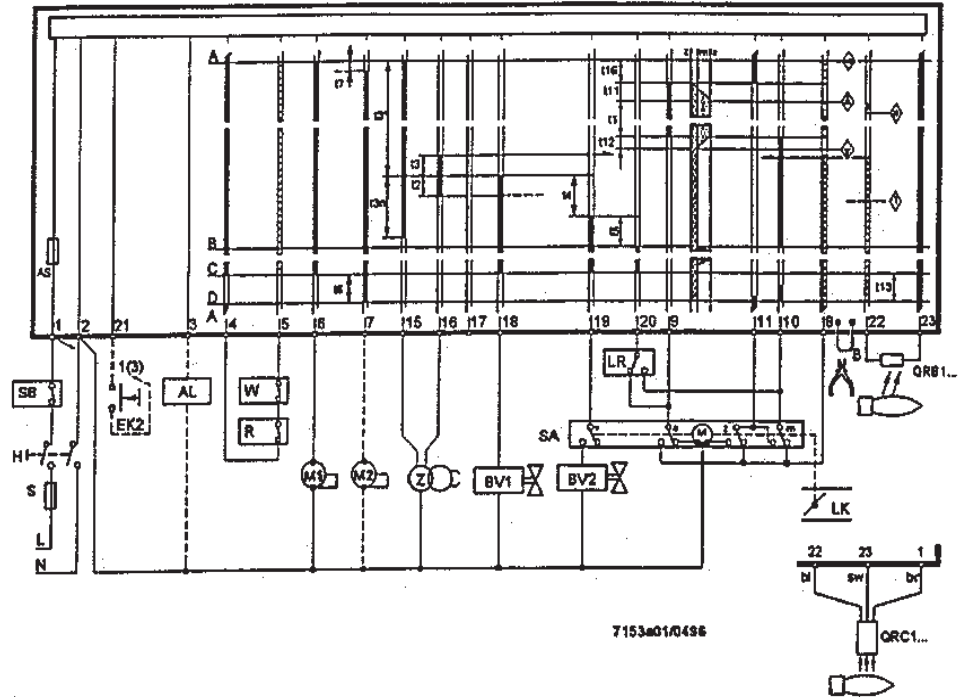 A
t7
t16
t11
t1
t12
t3
t2
t3n
t4
t5
AS
B
C
D
t6
t13
A
1 2 21 3 4 5 6 7 15 16 17 18 19 20 9 11 10 8 22 23
B
SB
1(3)
EK2
AL
W
R
LR
QRB1...
SA
a
z
m
M
H
S
M1
M2
Z
BV1
BV2
LK
L
N
22 23 1
bl sw br
7153a01/0496
QRC1...